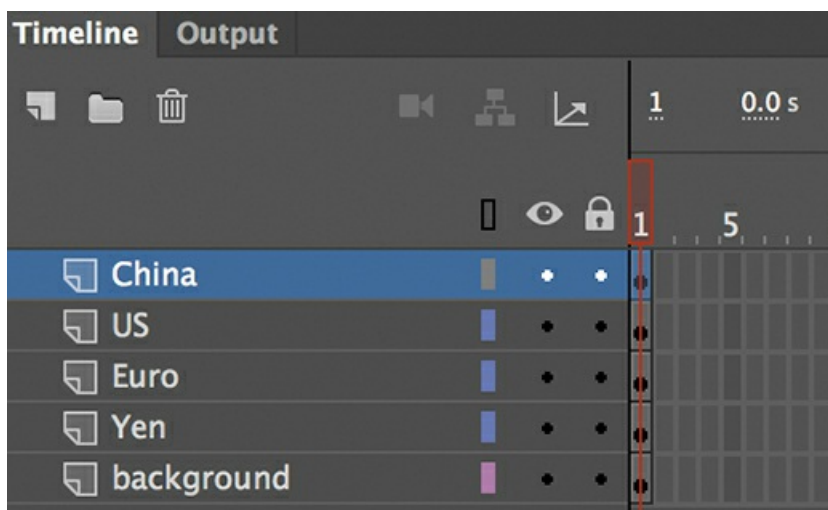 Timeline Output
1 0.0 s
1 5
China
US
Euro
Yen
background